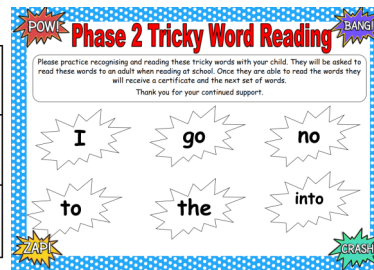 POW!
Phase 2 Tricky Word Reading
BANG!
Please practice recognising and reading these tricky words with your child. They will be asked to
read these words to an adult when reading at school. Once they are able to read the words they
will receive a certificate and the next set of words.
Thank you for your continued support.
I go no
to the into
ZAP!
CRASH